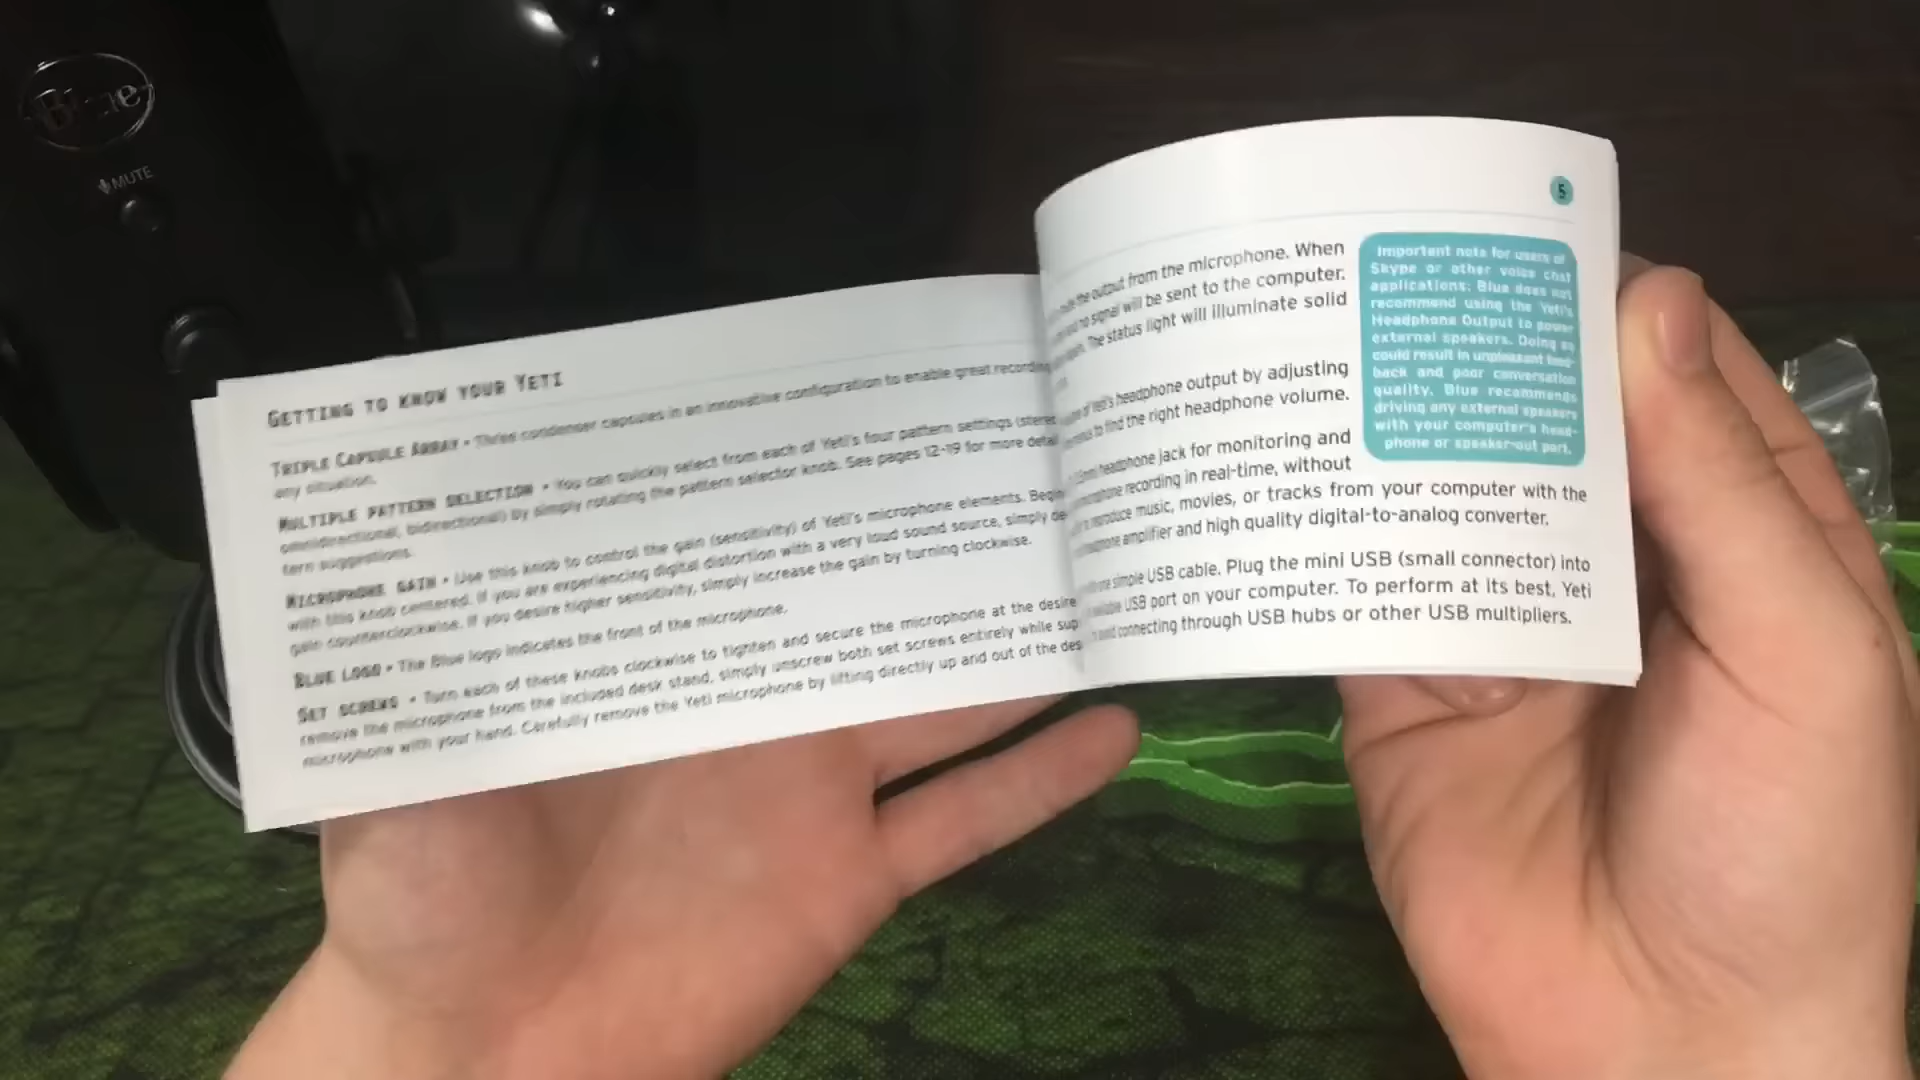 Blue
MUTE
GETTING TO KNOW YOUR YETI
TRIPLE CAPSULE ARRAY • Three condenser capsules in an innovative configuration to enable great recording
any situation.
MULTIPLE PATTERN SELECTION • You can quickly select from each of Yeti's four pattern settings (stereo
omnidirectional, bidirectional) by simply rotating the pattern selector knob. See pages 12-19 for more detail
tern suggestions.
MICROPHONE GAIN • Use this knob to control the gain (sensitivity) of Yeti's microphone elements. Begin
with this knob centered. If you are experiencing digital distortion with a very loud sound source, simply de
gain counterclockwise. If you desire higher sensitivity, simply increase the gain by turning clockwise.
BLUE LOGO • The Blue logo indicates the front of the microphone.
SET SCREWS • Turn each of these knobs clockwise to tighten and secure the microphone at the desire
remove the microphone from the included desk stand, simply unscrew both set screws entirely while sup
microphone with your hand. Carefully remove the Yeti microphone by lifting directly up and out of the des
5
the output from the microphone. When
no signal will be sent to the computer.
The status light will illuminate solid
of Yeti's headphone output by adjusting
to find the right headphone volume.
headphone jack for monitoring and
microphone recording in real-time, without
reproduce music, movies, or tracks from your computer with the
amplifier and high quality digital-to-analog converter.
simple USB cable. Plug the mini USB (small connector) into
USB port on your computer. To perform at its best, Yeti
connecting through USB hubs or other USB multipliers.
Important note for users of
Skype or other voice chat
applications: Blue does not
recommend using the Yeti's
Headphone Output to power
external speakers. Doing so
could result in unpleasant feed-
back and poor conversation
quality. Blue recommends
driving any external speakers
with your computer's head-
phone or speaker-out port.